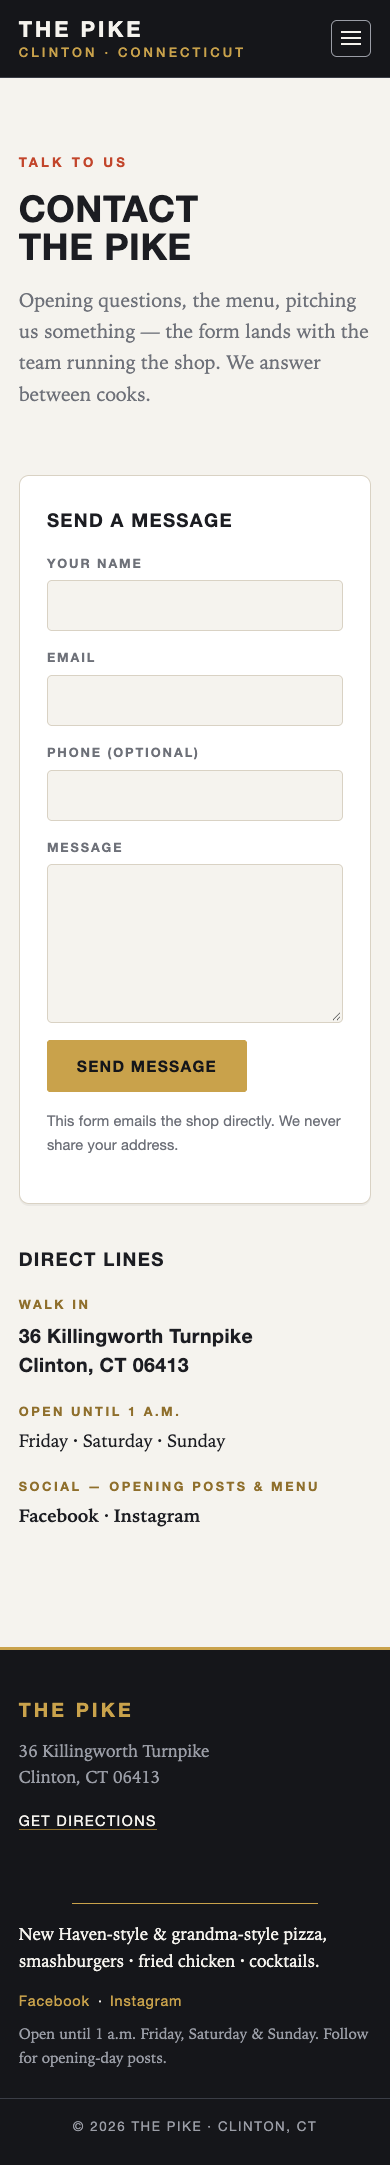 THE PIKE
CLINTON · CONNECTICUT
TALK TO US
CONTACT
THE PIKE
Opening questions, the menu, pitching
us something — the form lands with the
team running the shop. We answer
between cooks.
SEND A MESSAGE
YOUR NAME
EMAIL
PHONE (OPTIONAL)
MESSAGE
SEND MESSAGE
This form emails the shop directly. We never
share your address.
DIRECT LINES
WALK IN
36 Killingworth Turnpike
Clinton, CT 06413
OPEN UNTIL 1 A.M.
Friday · Saturday · Sunday
SOCIAL — OPENING POSTS & MENU
Facebook · Instagram
THE PIKE
36 Killingworth Turnpike
Clinton, CT 06413
GET DIRECTIONS
New Haven-style & grandma-style pizza,
smashburgers · fried chicken · cocktails.
Facebook · Instagram
Open until 1 a.m. Friday, Saturday & Sunday. Follow
for opening-day posts.
© 2026 THE PIKE · CLINTON, CT